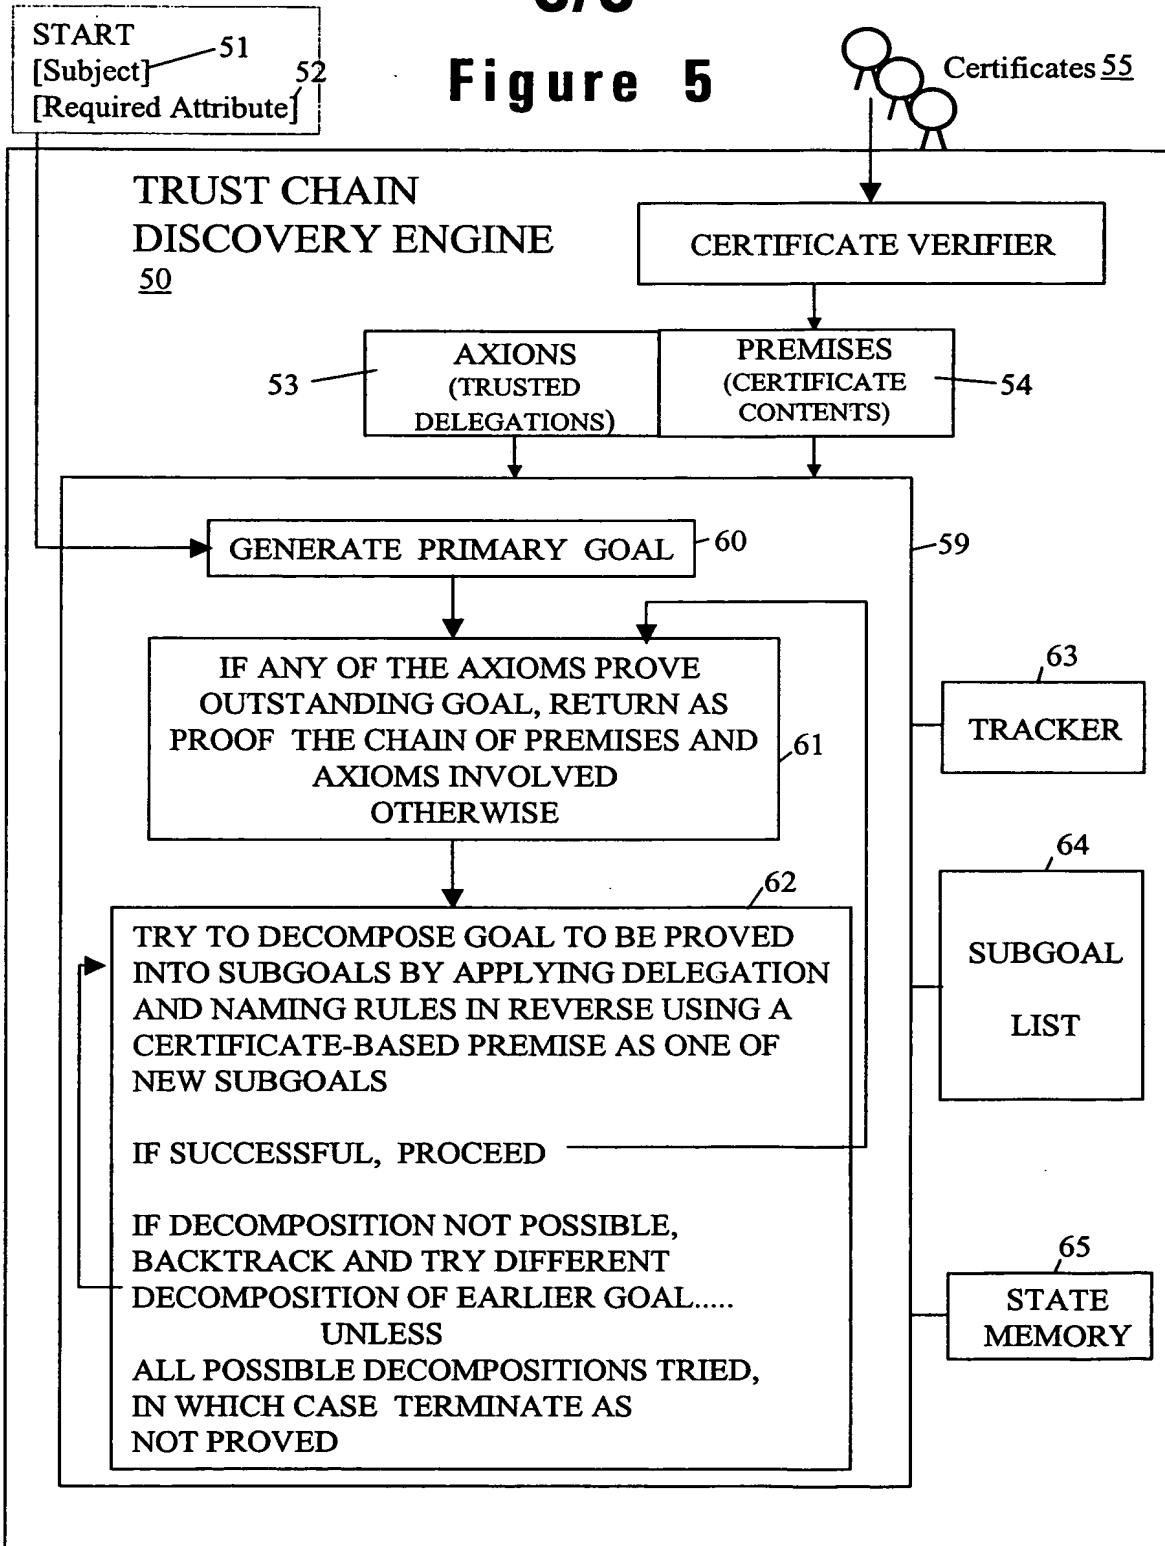 START
[Subject]
51
[Required Attribute]
52
Figure 5
Certificates 55
TRUST CHAIN
DISCOVERY ENGINE
50
CERTIFICATE VERIFIER
53
AXIONS
(TRUSTED
DELEGATIONS)
PREMISES
(CERTIFICATE
CONTENTS)
54
GENERATE PRIMARY GOAL
60
59
IF ANY OF THE AXIOMS PROVE
OUTSTANDING GOAL, RETURN AS
PROOF THE CHAIN OF PREMISES AND
AXIOMS INVOLVED
OTHERWISE
61
63
TRACKER
62
TRY TO DECOMPOSE GOAL TO BE PROVED
INTO SUBGOALS BY APPLYING DELEGATION
AND NAMING RULES IN REVERSE USING A
CERTIFICATE-BASED PREMISE AS ONE OF
NEW SUBGOALS
IF SUCCESSFUL, PROCEED
IF DECOMPOSITION NOT POSSIBLE,
BACKTRACK AND TRY DIFFERENT
DECOMPOSITION OF EARLIER GOAL.....
UNLESS
ALL POSSIBLE DECOMPOSITIONS TRIED,
IN WHICH CASE TERMINATE AS
NOT PROVED
64
SUBGOAL
LIST
65
STATE
MEMORY